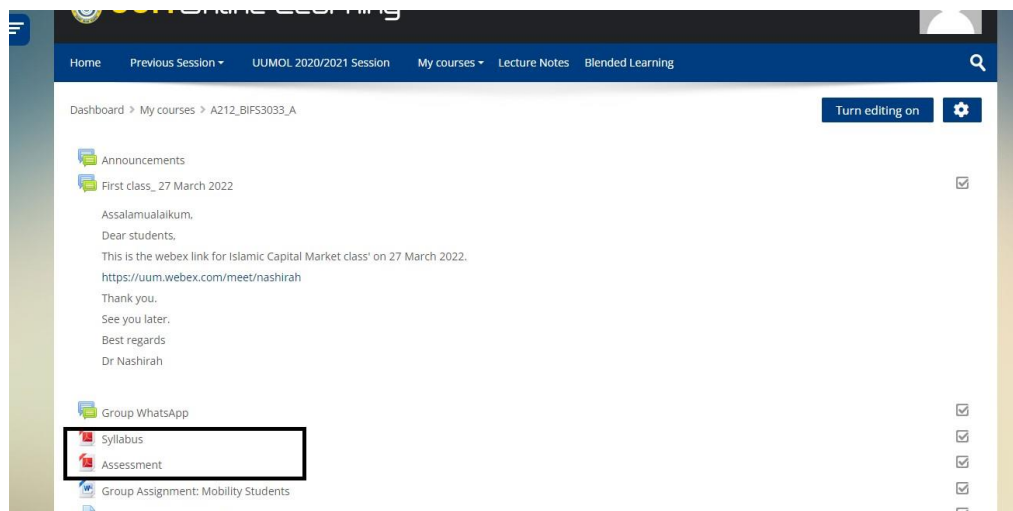 Online
Home Previous Session UUMOL 2020/2021 Session My courses Lecture Notes Blended Learning
Dashboard > My courses > A212_BIFS3033_A Turn editing on
Announcements
First class_ 27 March 2022
Assalamualaikum,
Dear students,
This is the webex link for Islamic Capital Market class' on 27 March 2022.
https://uum.webex.com/meet/nashirah
Thank you.
See you later.
Best regards
Dr Nashirah
Group WhatsApp
Syllabus
Assessment
Group Assignment: Mobility Students